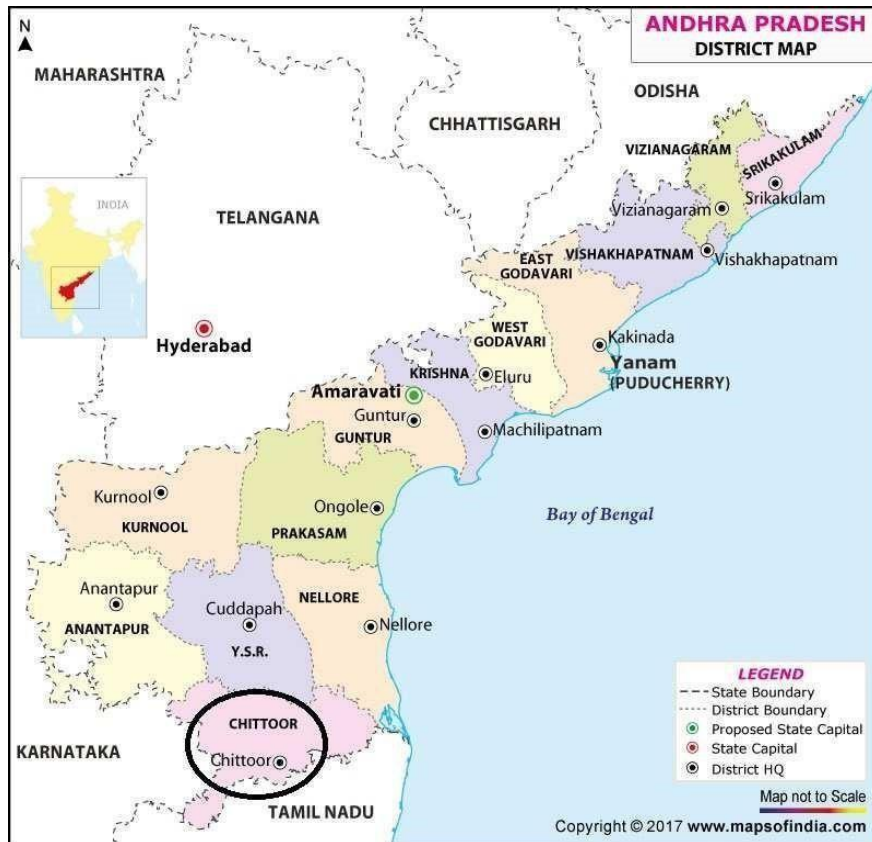 ANDHRA PRADESH
DISTRICT MAP
N
MAHARASHTRA
ODISHA
CHHATTISGARH
VIZIANAGARAM
SRIKAKULAM
Srikakulam
INDIA
TELANGANA
Vizianagaram
VISHAKHAPATNAM
Vishakhapatnam
EAST
GODAVARI
Hyderabad
WEST
GODAVARI
Kakinada
Yanam
(PUDUCHERRY)
KRISHNA
Eluru
Amaravati
Guntur
GUNTUR
Machilipatnam
Kurnool
KURNOOL
Ongole
PRAKASAM
Bay of Bengal
Anantapur
ANANTAPUR
Cuddapah
Y.S.R.
NELLORE
Nellore
CHITTOOR
Chittoor
KARNATAKA
TAMIL NADU
LEGEND
State Boundary
District Boundary
Proposed State Capital
State Capital
District HQ
Map not to Scale
Copyright © 2017 www.mapsofindia.com